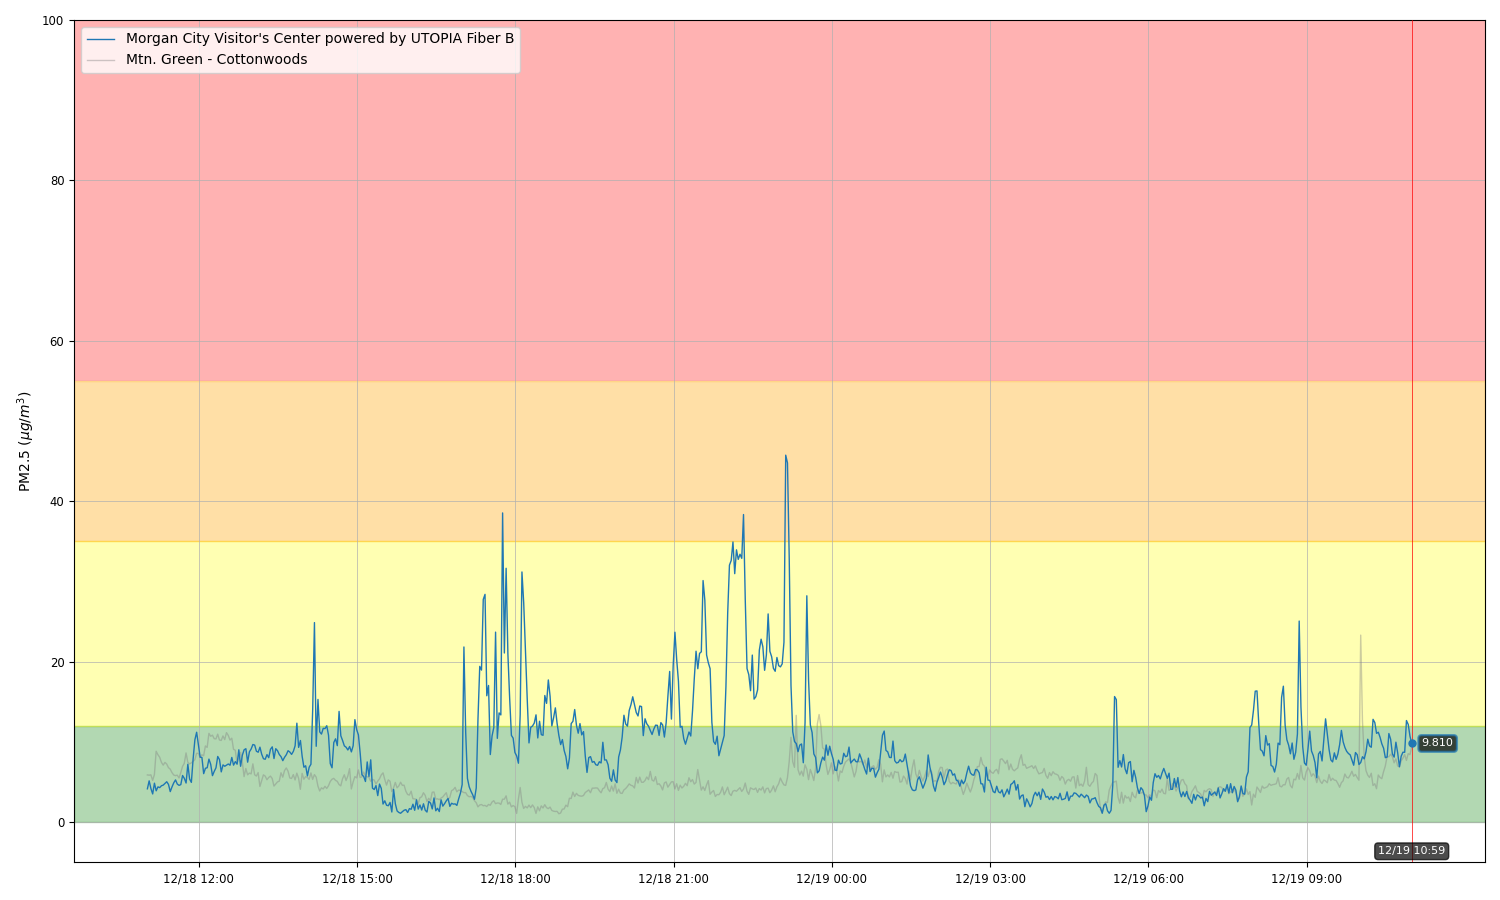 100
80
60
40
20
0
PM2.5 (μg/m³)
Morgan City Visitor's Center powered by UTOPIA Fiber B
Mtn. Green - Cottonwoods
9.810
12/19 10:59
12/18 12:00 12/18 15:00 12/18 18:00 12/18 21:00 12/19 00:00 12/19 03:00 12/19 06:00 12/19 09:00